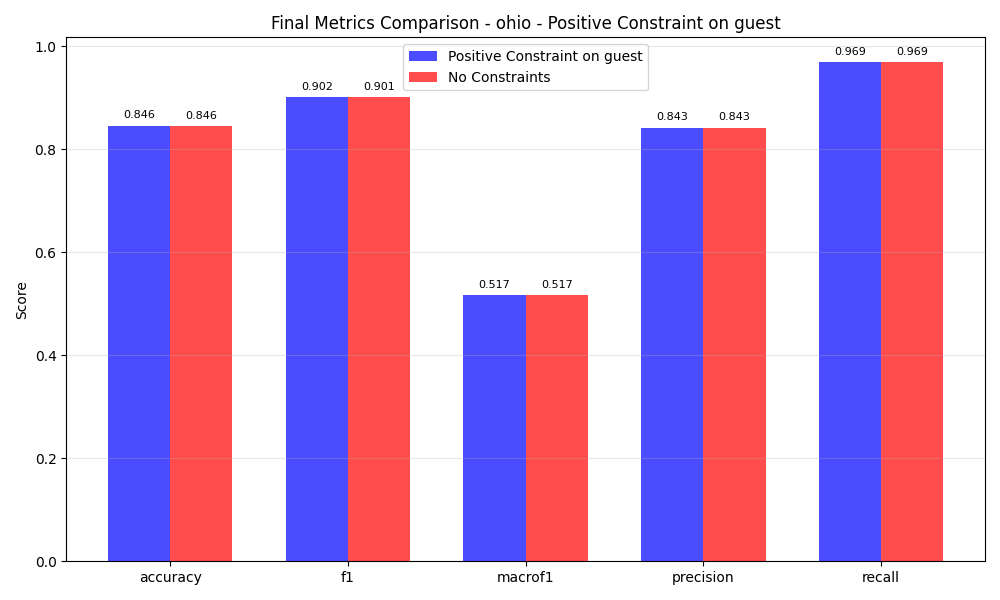 Final Metrics Comparison - ohio - Positive Constraint on guest
Positive Constraint on guest
No Constraints
Score
1.0
0.8
0.6
0.4
0.2
0.0
0.846
0.846
0.902
0.901
0.517
0.517
0.843
0.843
0.969
0.969
accuracy
f1
macrof1
precision
recall